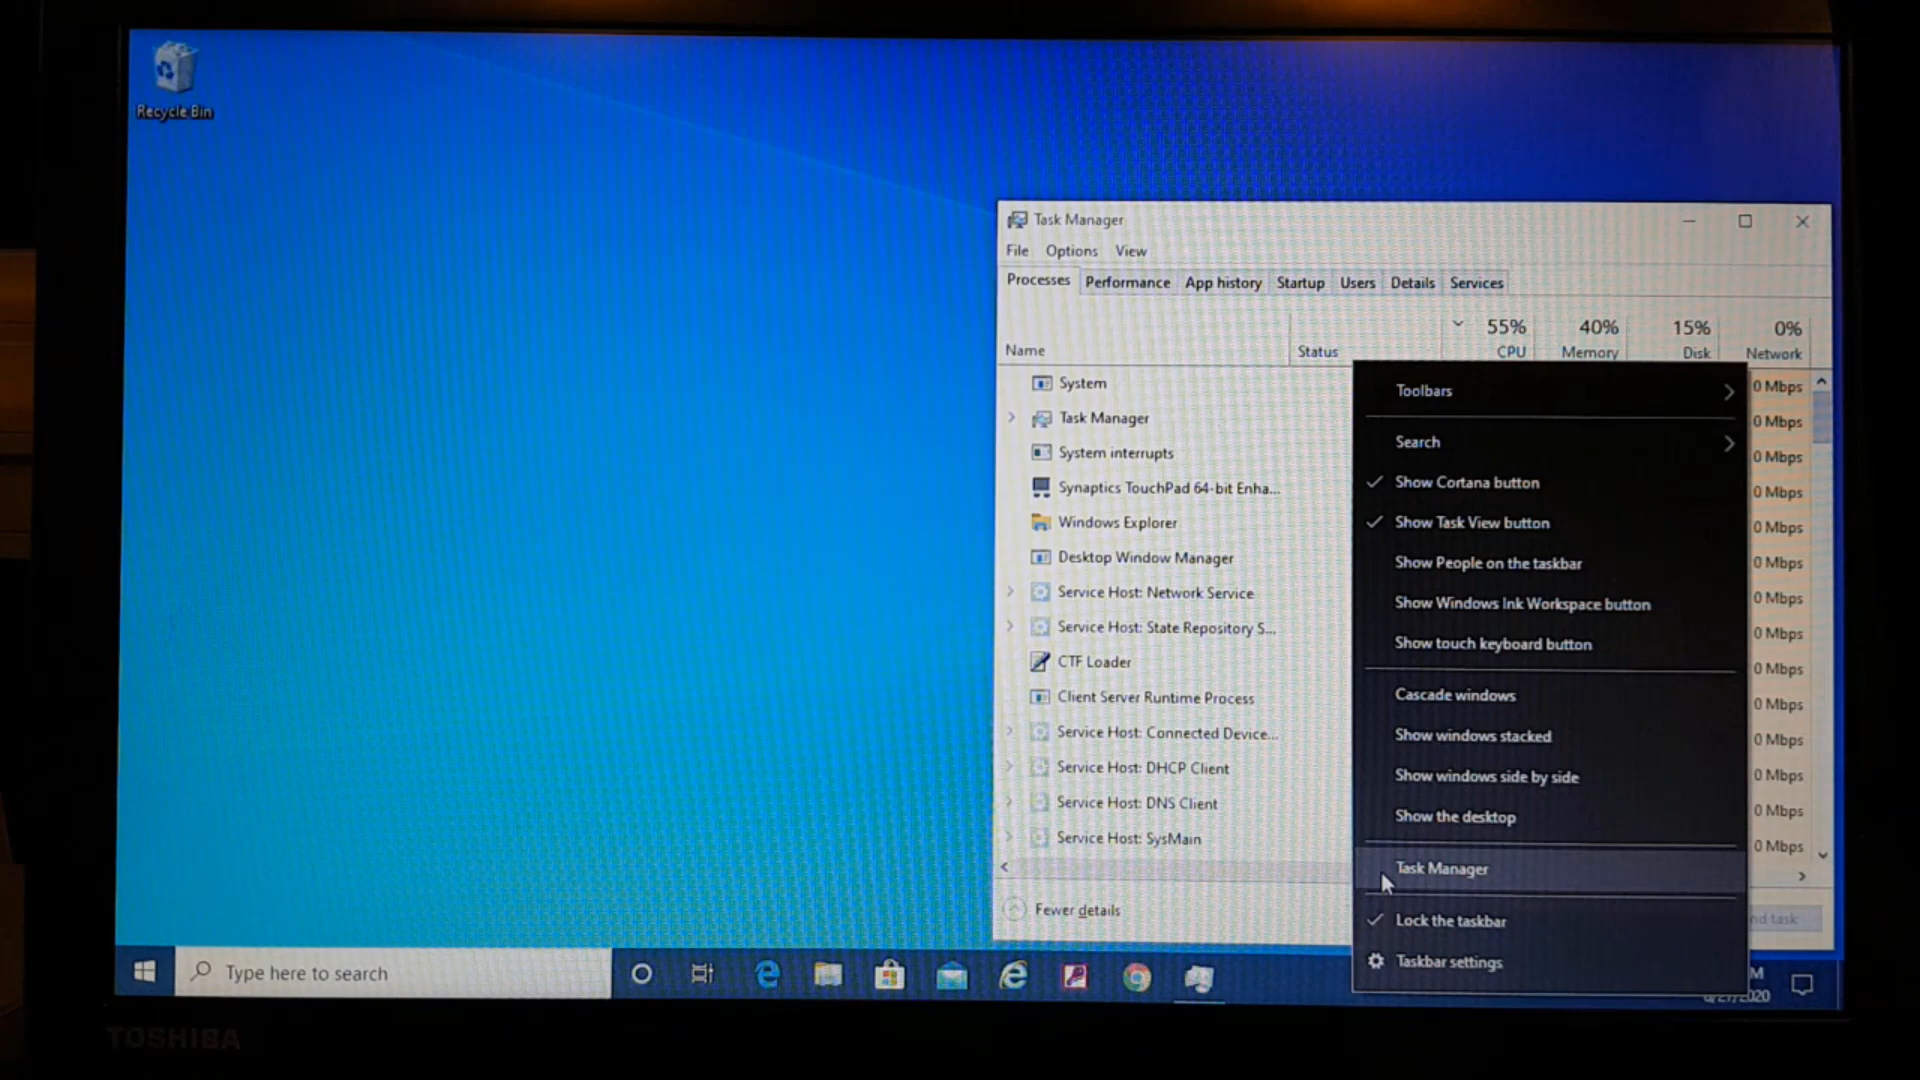 Recycle Bin
Task Manager
File Options View
Processes Performance App history Startup Users Details Services
55% 40% 15% 0%
Name Status CPU Memory Disk Network
System
Task Manager
System interrupts
Synaptics TouchPad 64-bit Enha...
Windows Explorer
Desktop Window Manager
Service Host: Network Service
Service Host: State Repository S...
CTF Loader
Client Server Runtime Process
Service Host: Connected Device...
Service Host: DHCP Client
Service Host: DNS Client
Service Host: SysMain
Fewer details
0 Mbps
0 Mbps
0 Mbps
0 Mbps
0 Mbps
0 Mbps
0 Mbps
0 Mbps
0 Mbps
0 Mbps
0 Mbps
0 Mbps
0 Mbps
0 Mbps
Toolbars
Search
Show Cortana button
Show Task View button
Show People on the taskbar
Show Windows Ink Workspace button
Show touch keyboard button
Cascade windows
Show windows stacked
Show windows side by side
Show the desktop
Task Manager
Lock the taskbar
Taskbar settings
nd task
Type here to search
M
2020
TOSHIBA